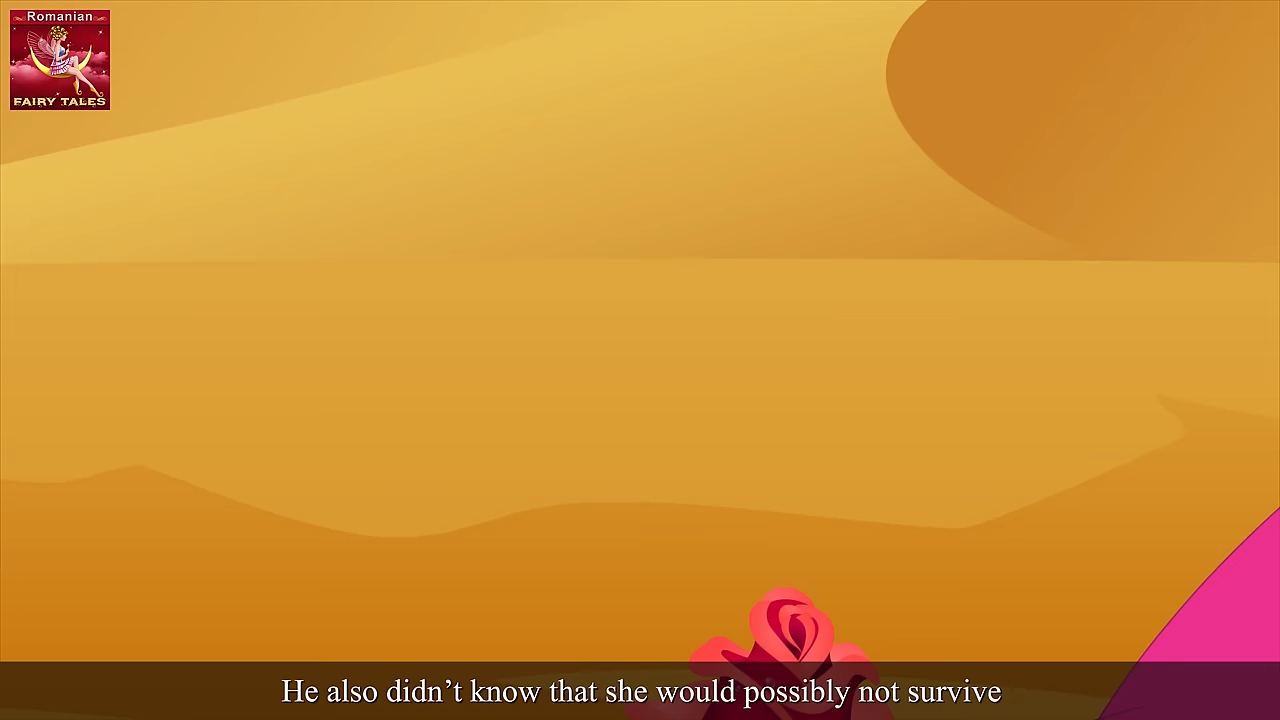 Romanian
FAIRY TALES
He also didn’t know that she would possibly not survive